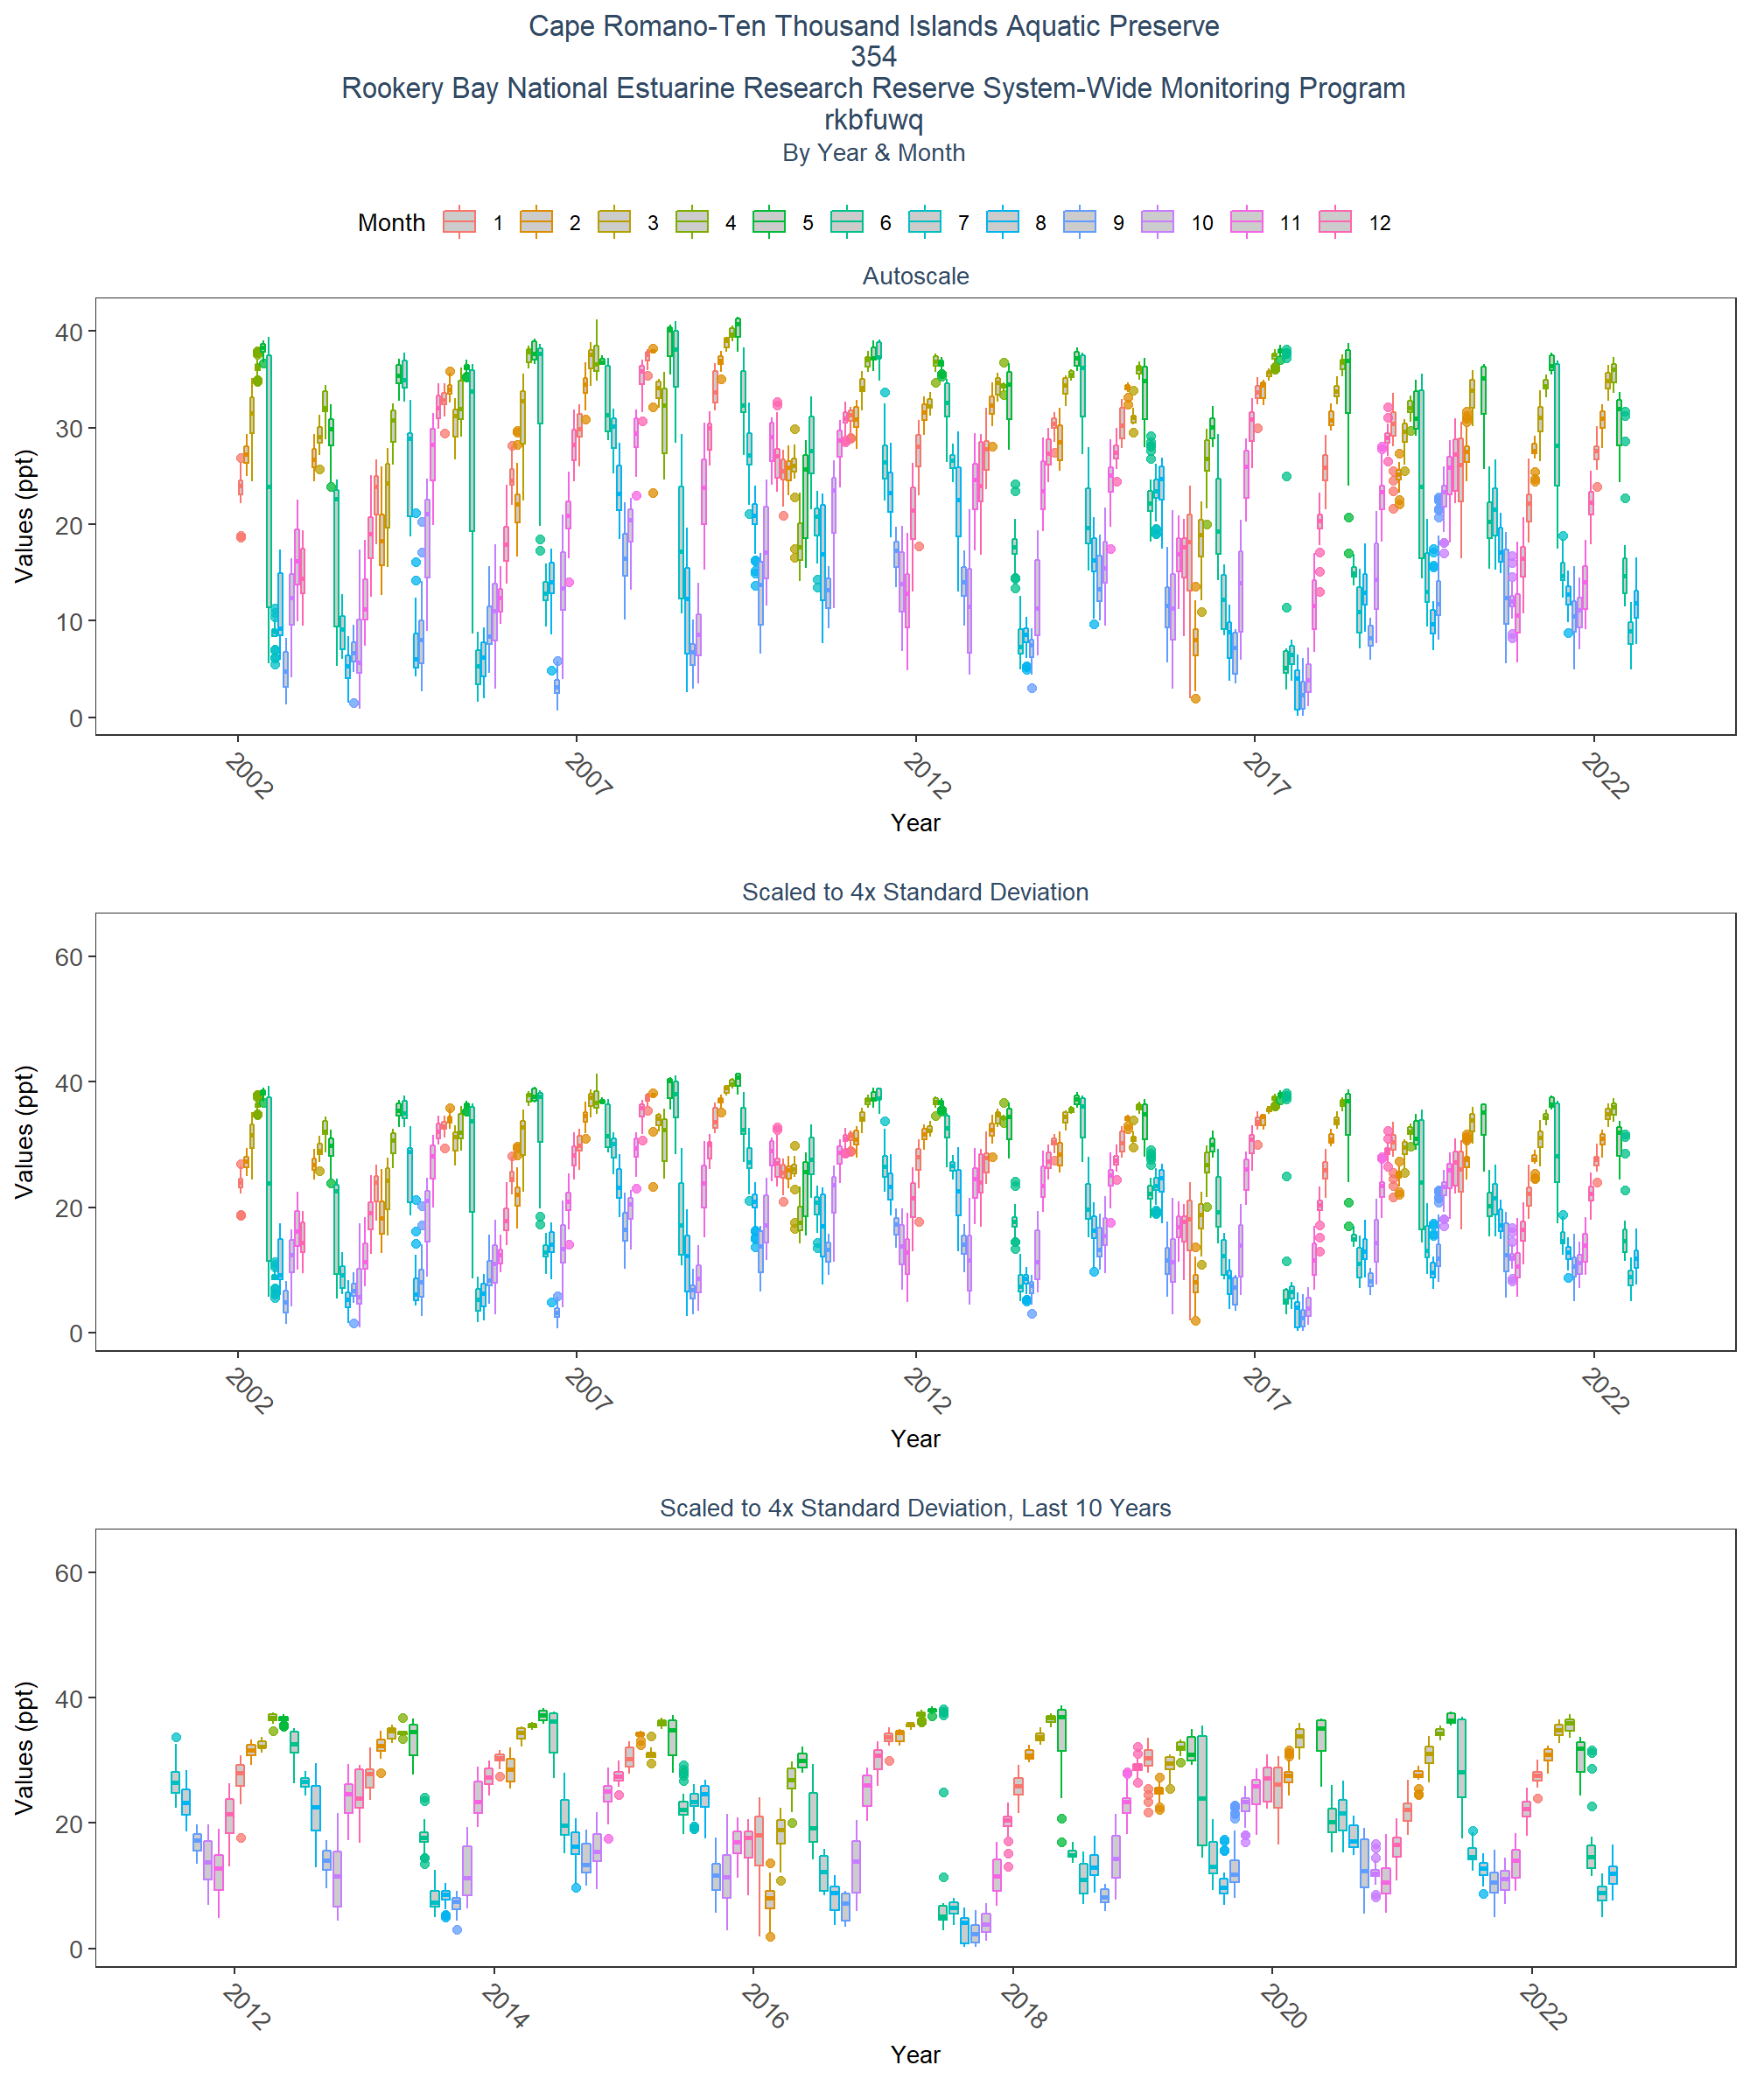 Cape Romano-Ten Thousand Islands Aquatic Preserve
354
Rookery Bay National Estuarine Research Reserve System-Wide Monitoring Program
rkbfuwq
By Year & Month
Month 1 2 3 4 5 6 7 8 9 10 11 12
Autoscale
Values (ppt)
40
30
20
10
0
2002 2007 2012 2017 2022
Year
Scaled to 4x Standard Deviation
Values (ppt)
60
40
20
0
2002 2007 2012 2017 2022
Year
Scaled to 4x Standard Deviation, Last 10 Years
Values (ppt)
60
40
20
0
2012 2014 2016 2018 2020 2022
Year